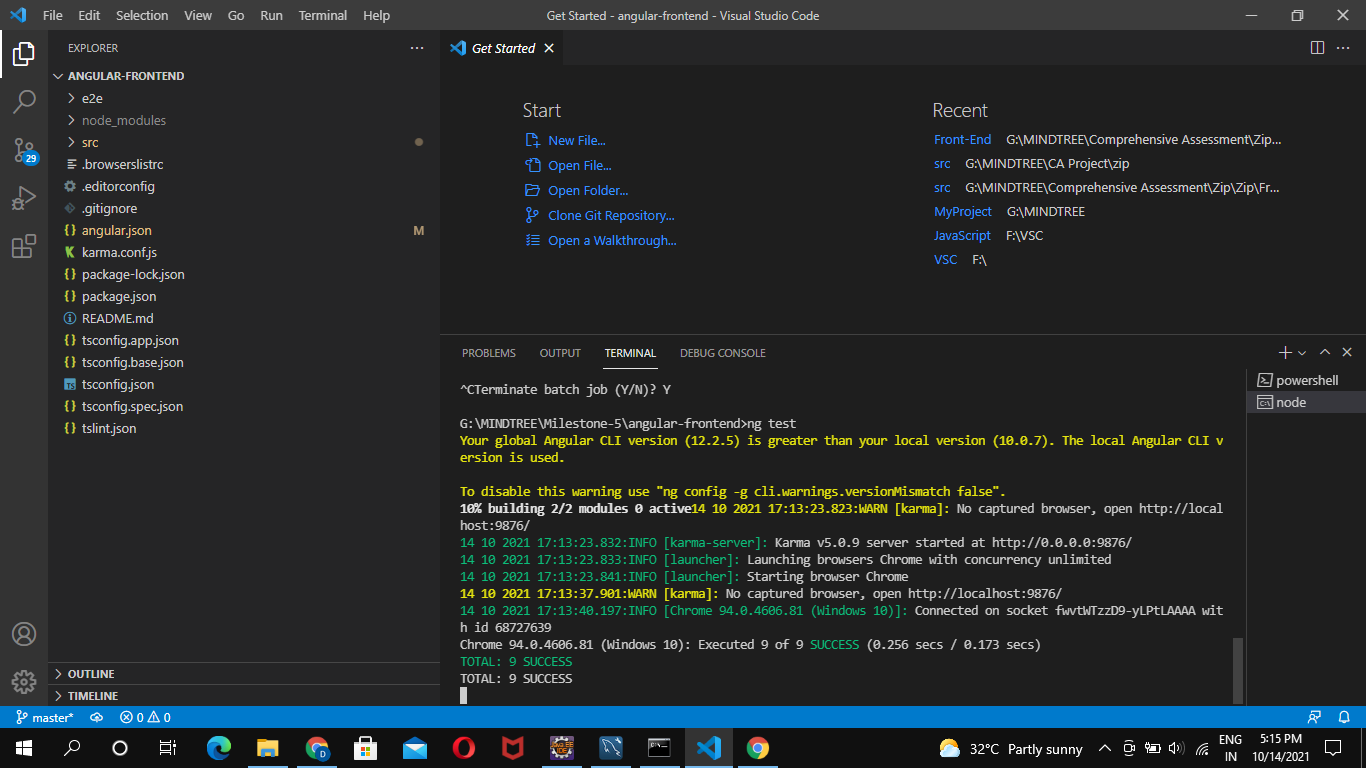 File Edit Selection View Go Run Terminal Help
Get Started - angular-frontend - Visual Studio Code
EXPLORER
ANGULAR-FRONTEND
e2e
node_modules
src
.browserslistrc
.editorconfig
.gitignore
angular.json M
karma.conf.js
package-lock.json
package.json
README.md
tsconfig.app.json
tsconfig.base.json
tsconfig.json
tsconfig.spec.json
tslint.json
OUTLINE
TIMELINE
29
Get Started
Start
New File...
Open File...
Open Folder...
Clone Git Repository...
Open a Walkthrough...
Recent
Front-End G:\MINDTREE\Comprehensive Assessment\Zip...
src G:\MINDTREE\CA Project\zip
src G:\MINDTREE\Comprehensive Assessment\Zip\Zip\Fr...
MyProject G:\MINDTREE
JavaScript F:\VSC
VSC F:\
PROBLEMS OUTPUT TERMINAL DEBUG CONSOLE
powershell
node
^CTerminate batch job (Y/N)? Y
G:\MINDTREE\Milestone-5\angular-frontend>ng test
Your global Angular CLI version (12.2.5) is greater than your local version (10.0.7). The local Angular CLI v
ersion is used.
To disable this warning use "ng config -g cli.warnings.versionMismatch false".
10% building 2/2 modules 0 active14 10 2021 17:13:23.823:WARN [karma]: No captured browser, open http://local
host:9876/
14 10 2021 17:13:23.832:INFO [karma-server]: Karma v5.0.9 server started at http://0.0.0.0:9876/
14 10 2021 17:13:23.833:INFO [launcher]: Launching browsers Chrome with concurrency unlimited
14 10 2021 17:13:23.841:INFO [launcher]: Starting browser Chrome
14 10 2021 17:13:37.901:WARN [karma]: No captured browser, open http://localhost:9876/
14 10 2021 17:13:40.197:INFO [Chrome 94.0.4606.81 (Windows 10)]: Connected on socket fwvtWTzzD9-yLPtLAAAA wit
h id 68727639
Chrome 94.0.4606.81 (Windows 10): Executed 9 of 9 SUCCESS (0.256 secs / 0.173 secs)
TOTAL: 9 SUCCESS
TOTAL: 9 SUCCESS
master* 0 0
32°C Partly sunny
ENG
IN
5:15 PM
10/14/2021